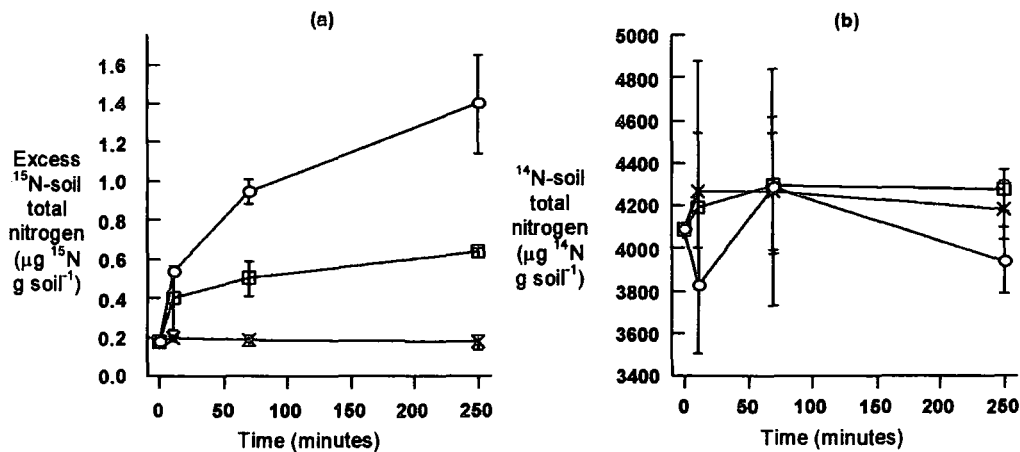 (a)
1.6
1.4
1.2
1.0
0.8
0.6
0.4
0.2
0.0
Excess
¹⁵N-soil
total
nitrogen
(µg ¹⁵N
g soil⁻¹)
0 50 100 150 200 250
Time (minutes)
(b)
5000
4800
4600
4400
4200
4000
3800
3600
3400
¹⁴N-soil
total
nitrogen
(µg ¹⁴N
g soil⁻¹)
0 50 100 150 200 250
Time (minutes)